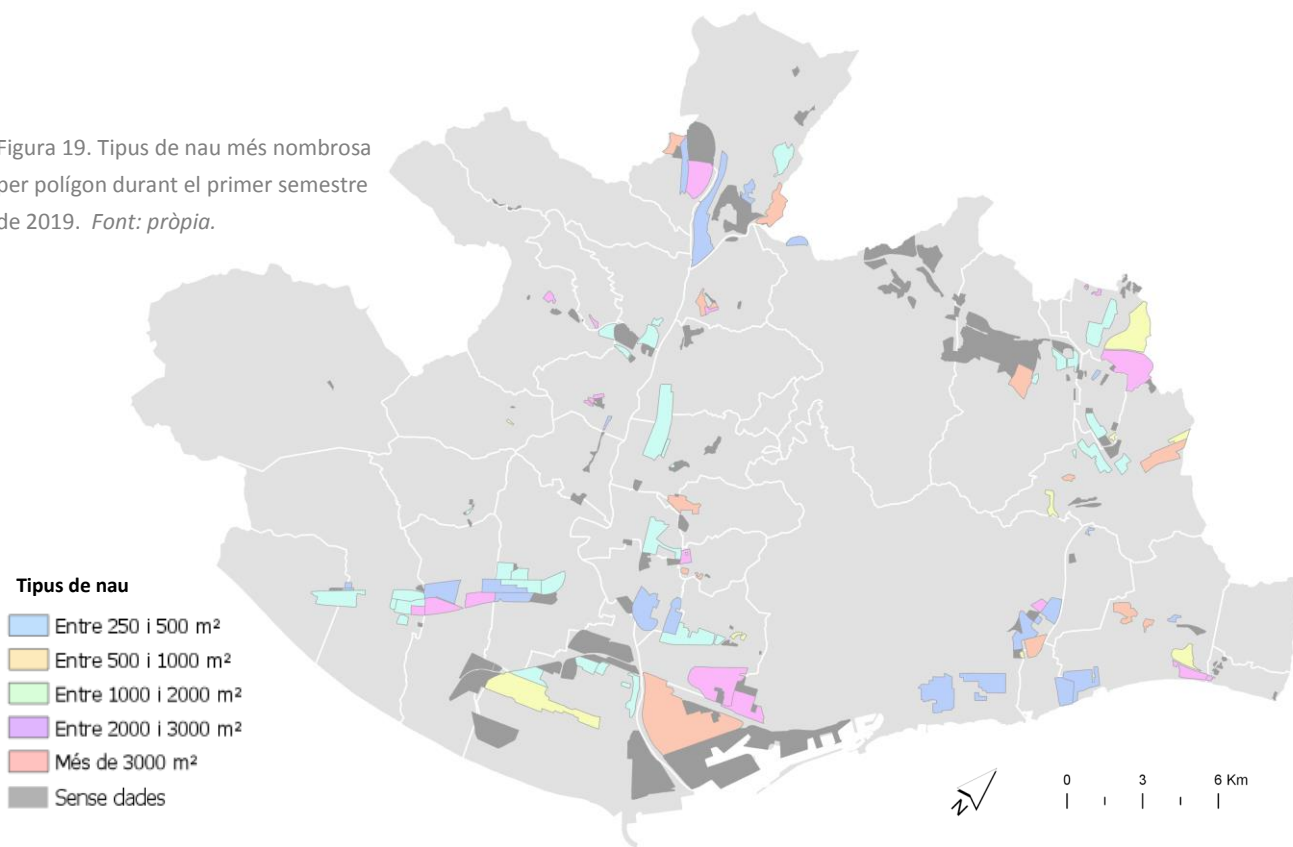 Figura 19. Tipus de nau més nombrosa
per polígon durant el primer semestre
de 2019. Font: pròpia.
Tipus de nau
Entre 250 i 500 m²
Entre 500 i 1000 m²
Entre 1000 i 2000 m²
Entre 2000 i 3000 m²
Més de 3000 m²
Sense dades
N
0 3 6 Km